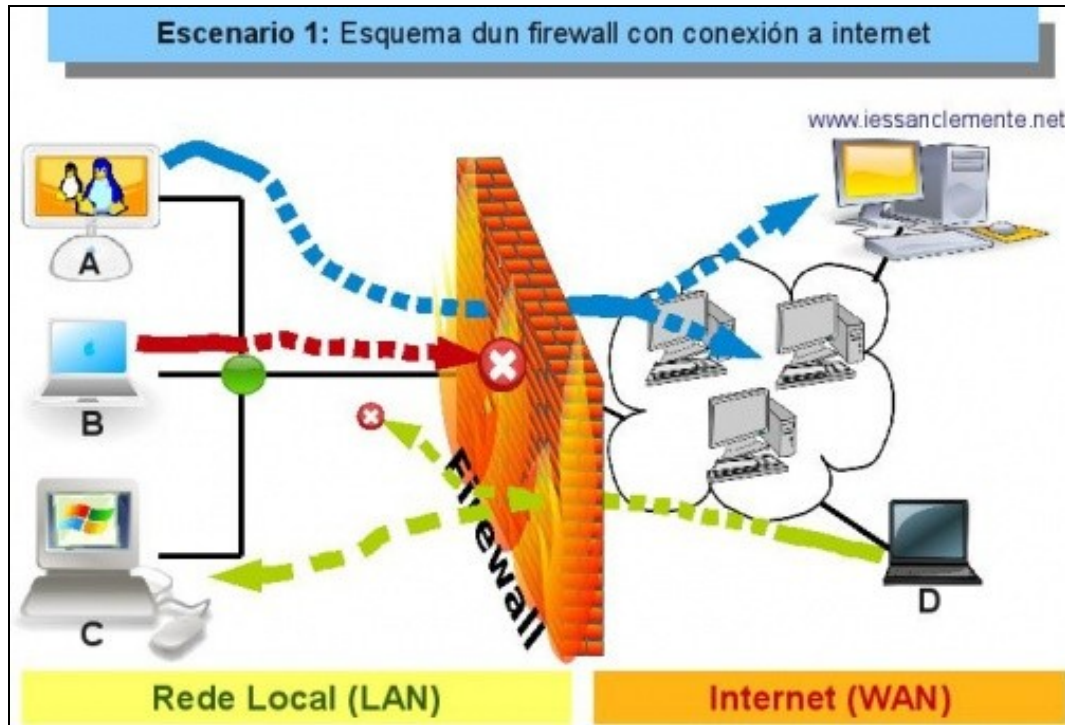 Escenario 1: Esquema dun firewall con conexión a internet
www.iessanclemente.net
A
B
C
Firewall
D
Rede Local (LAN)
Internet (WAN)